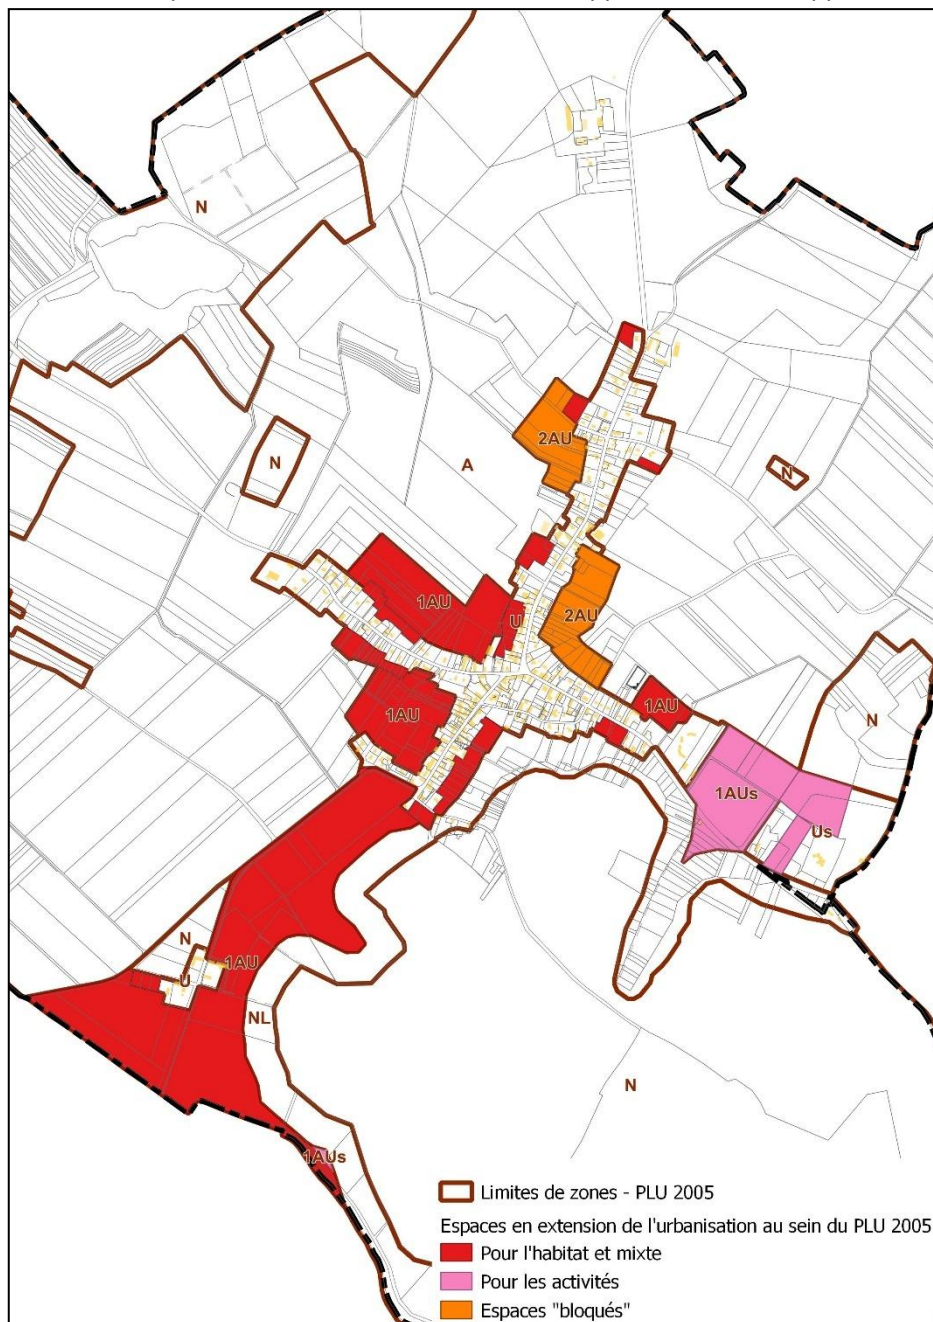 N
2AU
A
N
N
1AU
U
2AU
1AU
1AU
N
1AUs
Us
N
U
1AU
NL
N
1AUs
Limites de zones - PLU 2005
Espaces en extension de l'urbanisation au sein du PLU 2005
Pour l'habitat et mixte
Pour les activités
Espaces "bloqués"